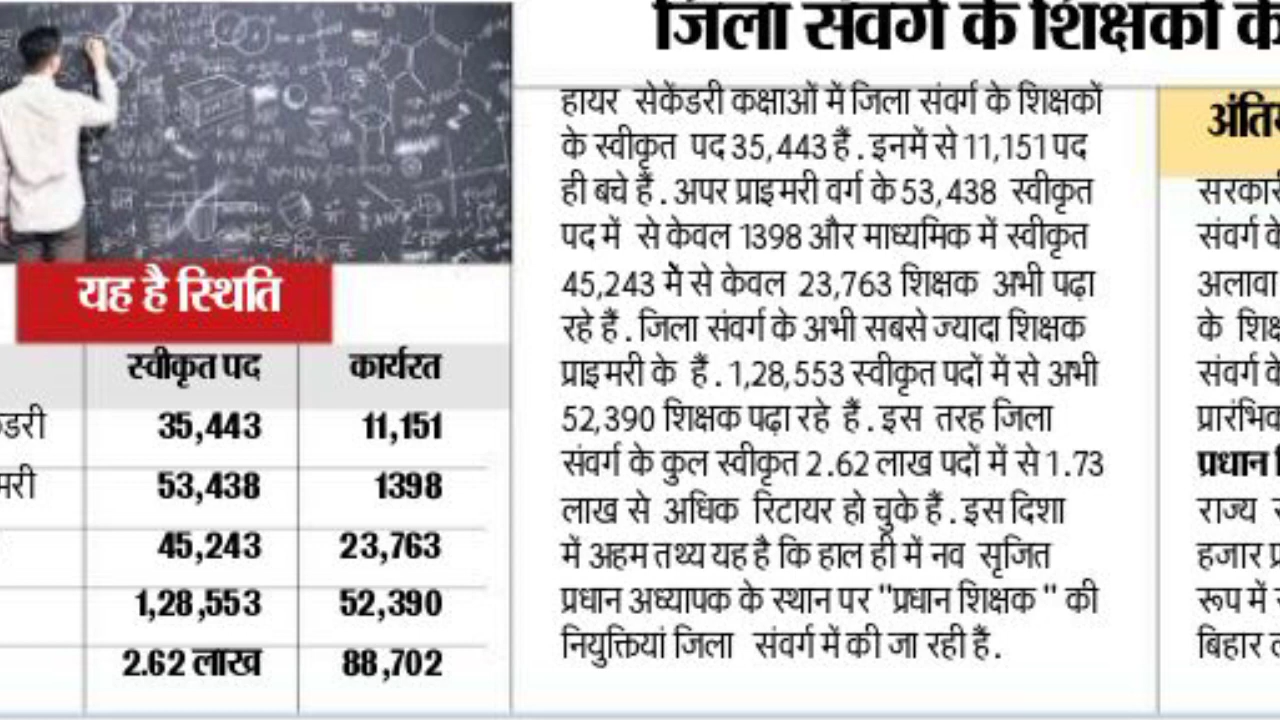 जिला संवर्ग के शिक्षकों के
यह है स्थिति
स्वीकृत पद कार्यरत
35,443 11,151
53,438 1398
45,243 23,763
1,28,553 52,390
2.62 लाख 88,702
हायर सेकेंडरी कक्षाओं में जिला संवर्ग के शिक्षकों
के स्वीकृत पद 35,443 हैं. इनमें से 11,151 पद
ही बचे हैं. अपर प्राइमरी वर्ग के 53,438 स्वीकृत
पद में से केवल 1398 और माध्यमिक में स्वीकृत
45,243 में से केवल 23,763 शिक्षक अभी पढ़ा
रहे हैं. जिला संवर्ग के अभी सबसे ज्यादा शिक्षक
प्राइमरी के हैं. 1,28,553 स्वीकृत पदों में से अभी
52,390 शिक्षक पढ़ा रहे हैं. इस तरह जिला
संवर्ग के कुल स्वीकृत 2.62 लाख पदों में से 1.73
लाख से अधिक रिटायर हो चुके हैं. इस दिशा
में अहम तथ्य यह है कि हाल ही में नव सृजित
प्रधान अध्यापक के स्थान पर "प्रधान शिक्षक " की
नियुक्तियां जिला संवर्ग में की जा रही हैं.
संवर्ग के
अलावा
के
संवर्ग के
प्रधान
राज्य
हजार
रूप में
बिहार